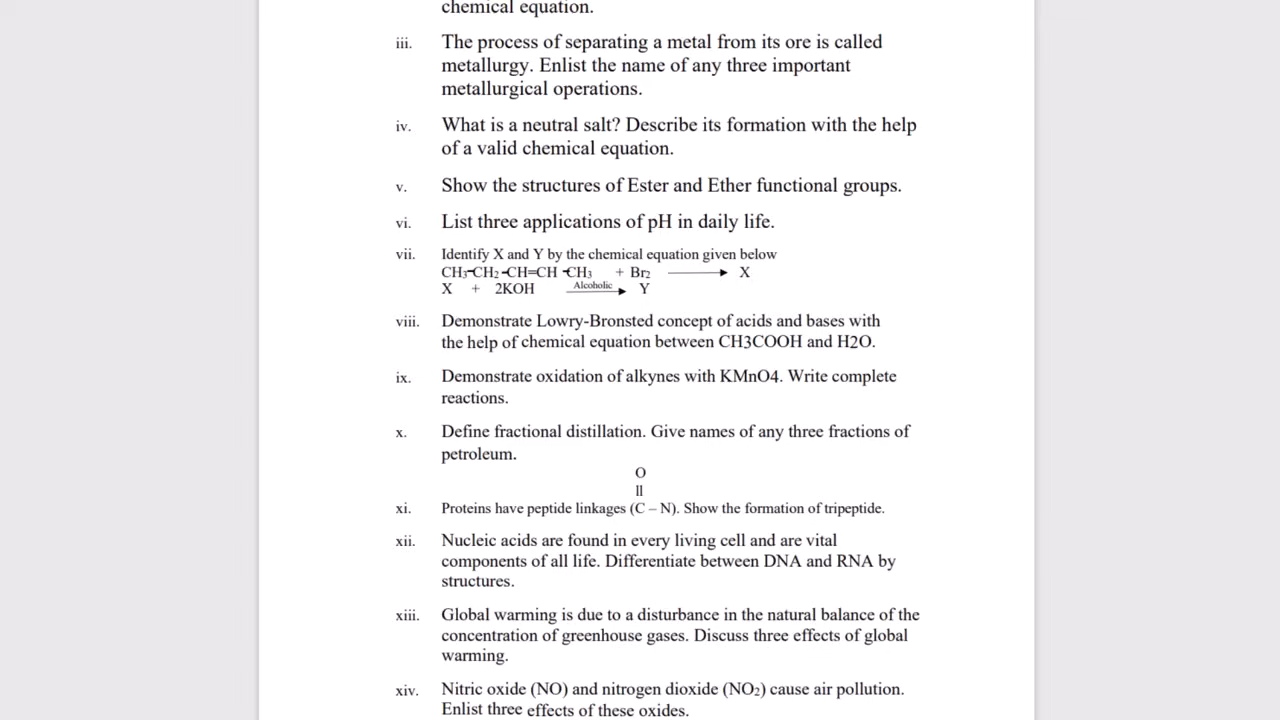 chemical equation.
iii. The process of separating a metal from its ore is called
metallurgy. Enlist the name of any three important
metallurgical operations.
iv. What is a neutral salt? Describe its formation with the help
of a valid chemical equation.
v. Show the structures of Ester and Ether functional groups.
vi. List three applications of pH in daily life.
vii. Identify X and Y by the chemical equation given below
CH₃-CH₂-CH=CH-CH₃ + Br₂ ⟶ X
X + 2KOH Alcoholic ⟶ Y
viii. Demonstrate Lowry-Bronsted concept of acids and bases with
the help of chemical equation between CH3COOH and H2O.
ix. Demonstrate oxidation of alkynes with KMnO4. Write complete
reactions.
x. Define fractional distillation. Give names of any three fractions of
petroleum.
O
||
xi. Proteins have peptide linkages (C – N). Show the formation of tripeptide.
xii. Nucleic acids are found in every living cell and are vital
components of all life. Differentiate between DNA and RNA by
structures.
xiii. Global warming is due to a disturbance in the natural balance of the
concentration of greenhouse gases. Discuss three effects of global
warming.
xiv. Nitric oxide (NO) and nitrogen dioxide (NO₂) cause air pollution.
Enlist three effects of these oxides.